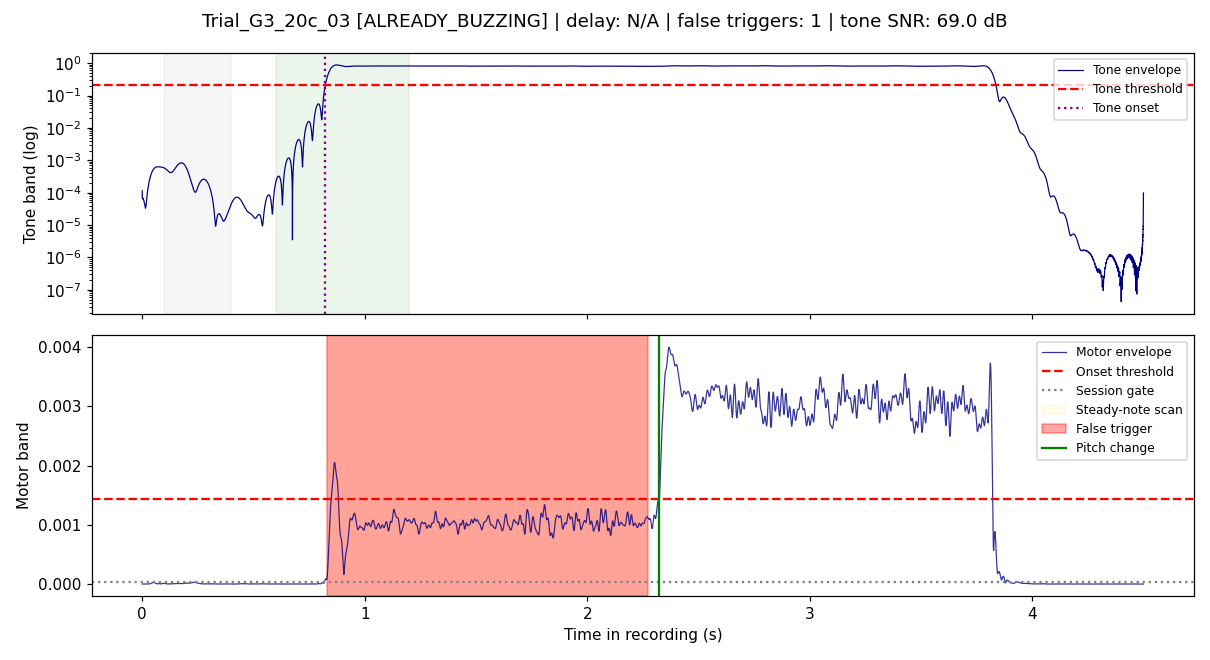 Trial_G3_20c_03 [ALREADY_BUZZING] | delay: N/A | false triggers: 1 | tone SNR: 69.0 dB
Tone band (log)
10⁰
10⁻¹
10⁻²
10⁻³
10⁻⁴
10⁻⁵
10⁻⁶
10⁻⁷
Tone envelope
Tone threshold
Tone onset
Motor band
0.004
0.003
0.002
0.001
0.000
Motor envelope
Onset threshold
Session gate
Steady-note scan
False trigger
Pitch change
0 1 2 3 4
Time in recording (s)